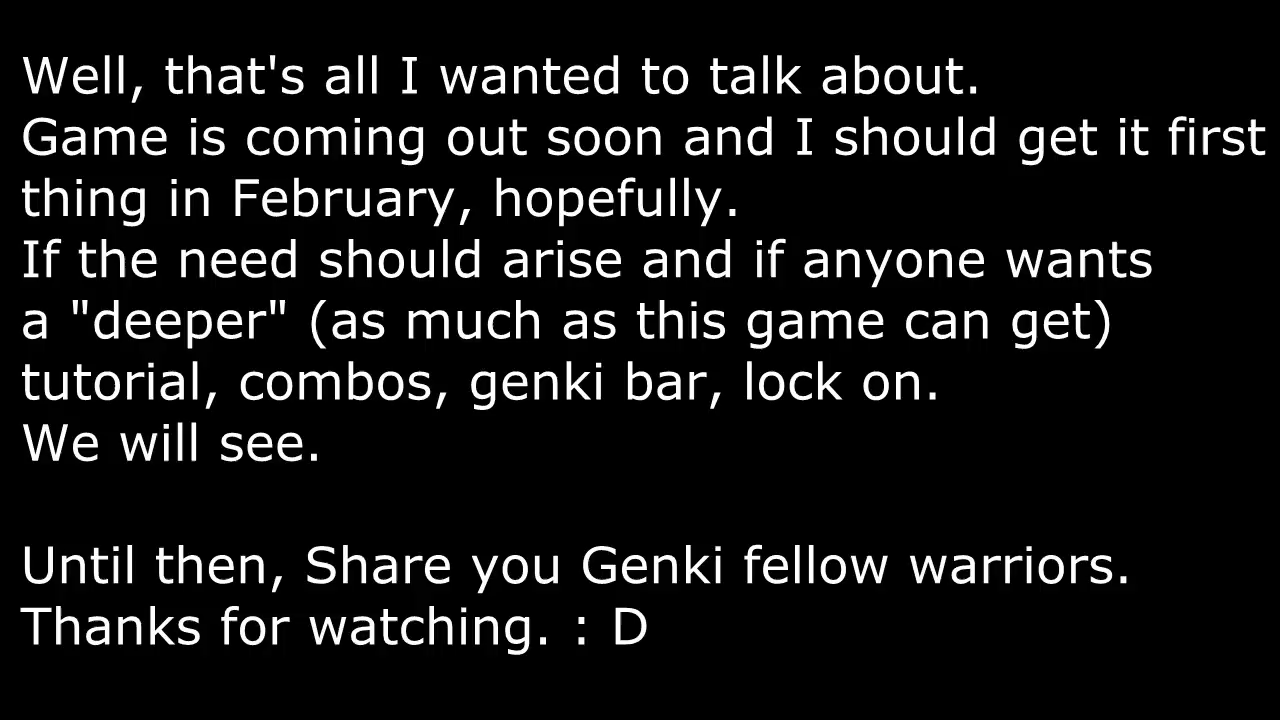 Well, that's all I wanted to talk about.
Game is coming out soon and I should get it first
thing in February, hopefully.
If the need should arise and if anyone wants
a "deeper" (as much as this game can get)
tutorial, combos, genki bar, lock on.
We will see.
Until then, Share you Genki fellow warriors.
Thanks for watching. : D